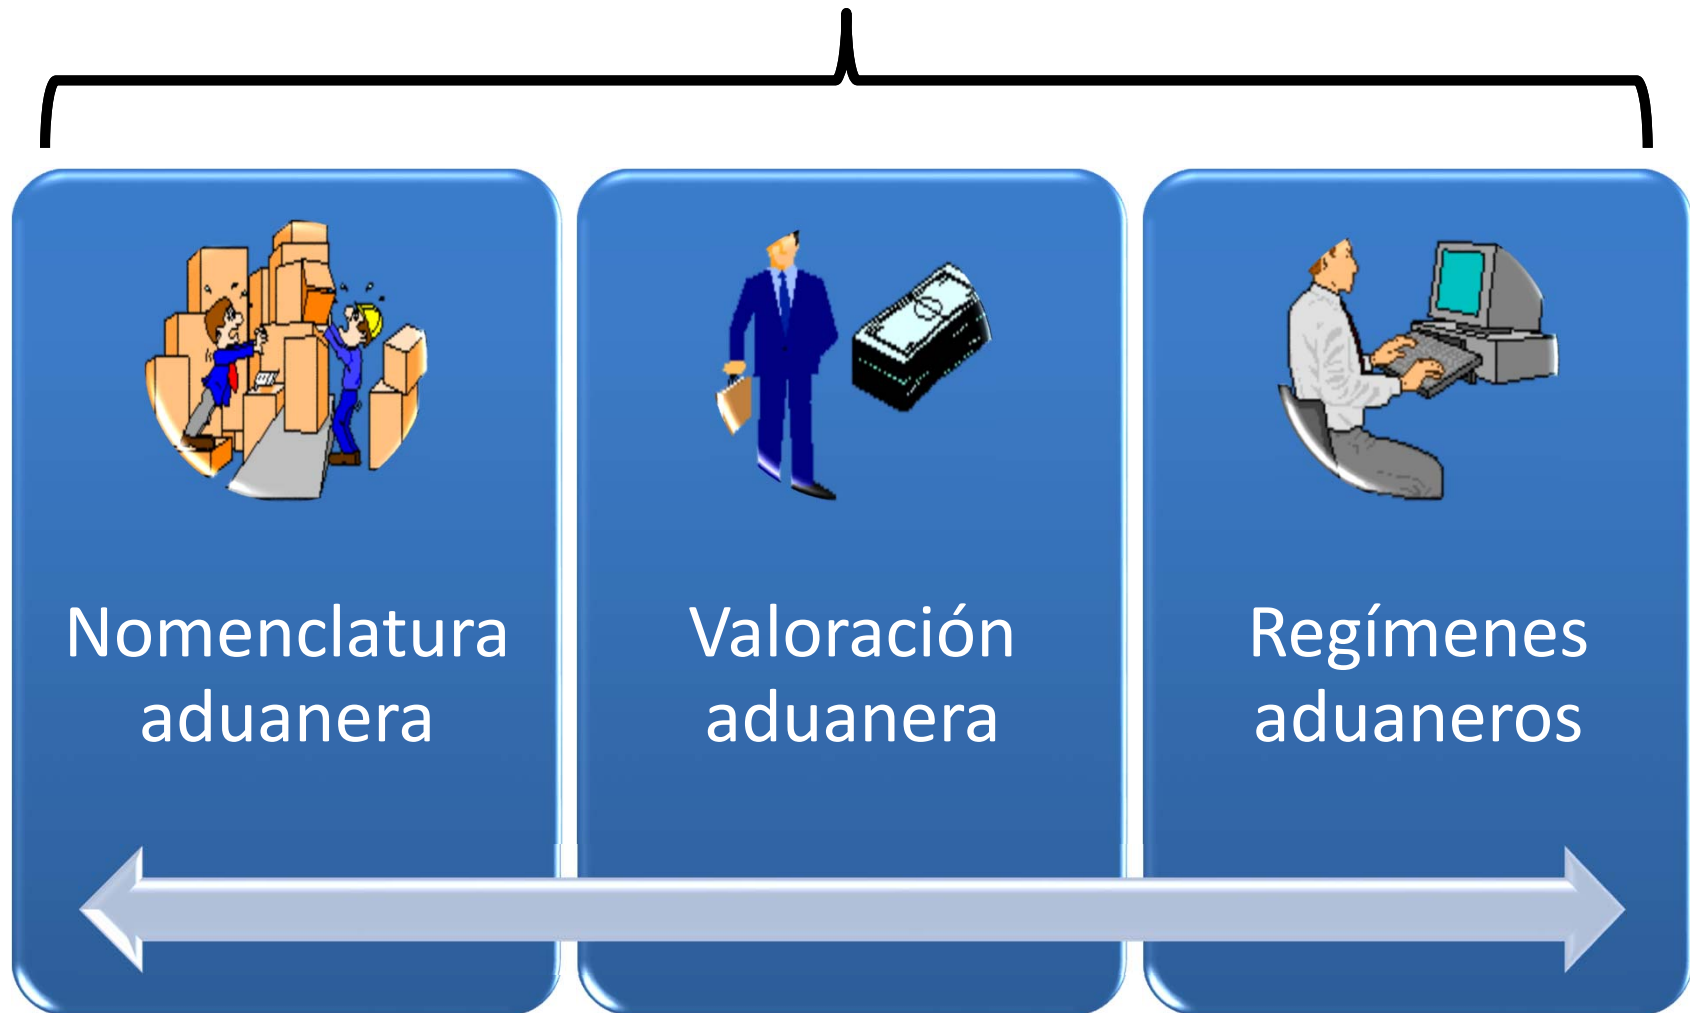 Nomenclatura
aduanera
Valoración
aduanera
Regímenes
aduaneros